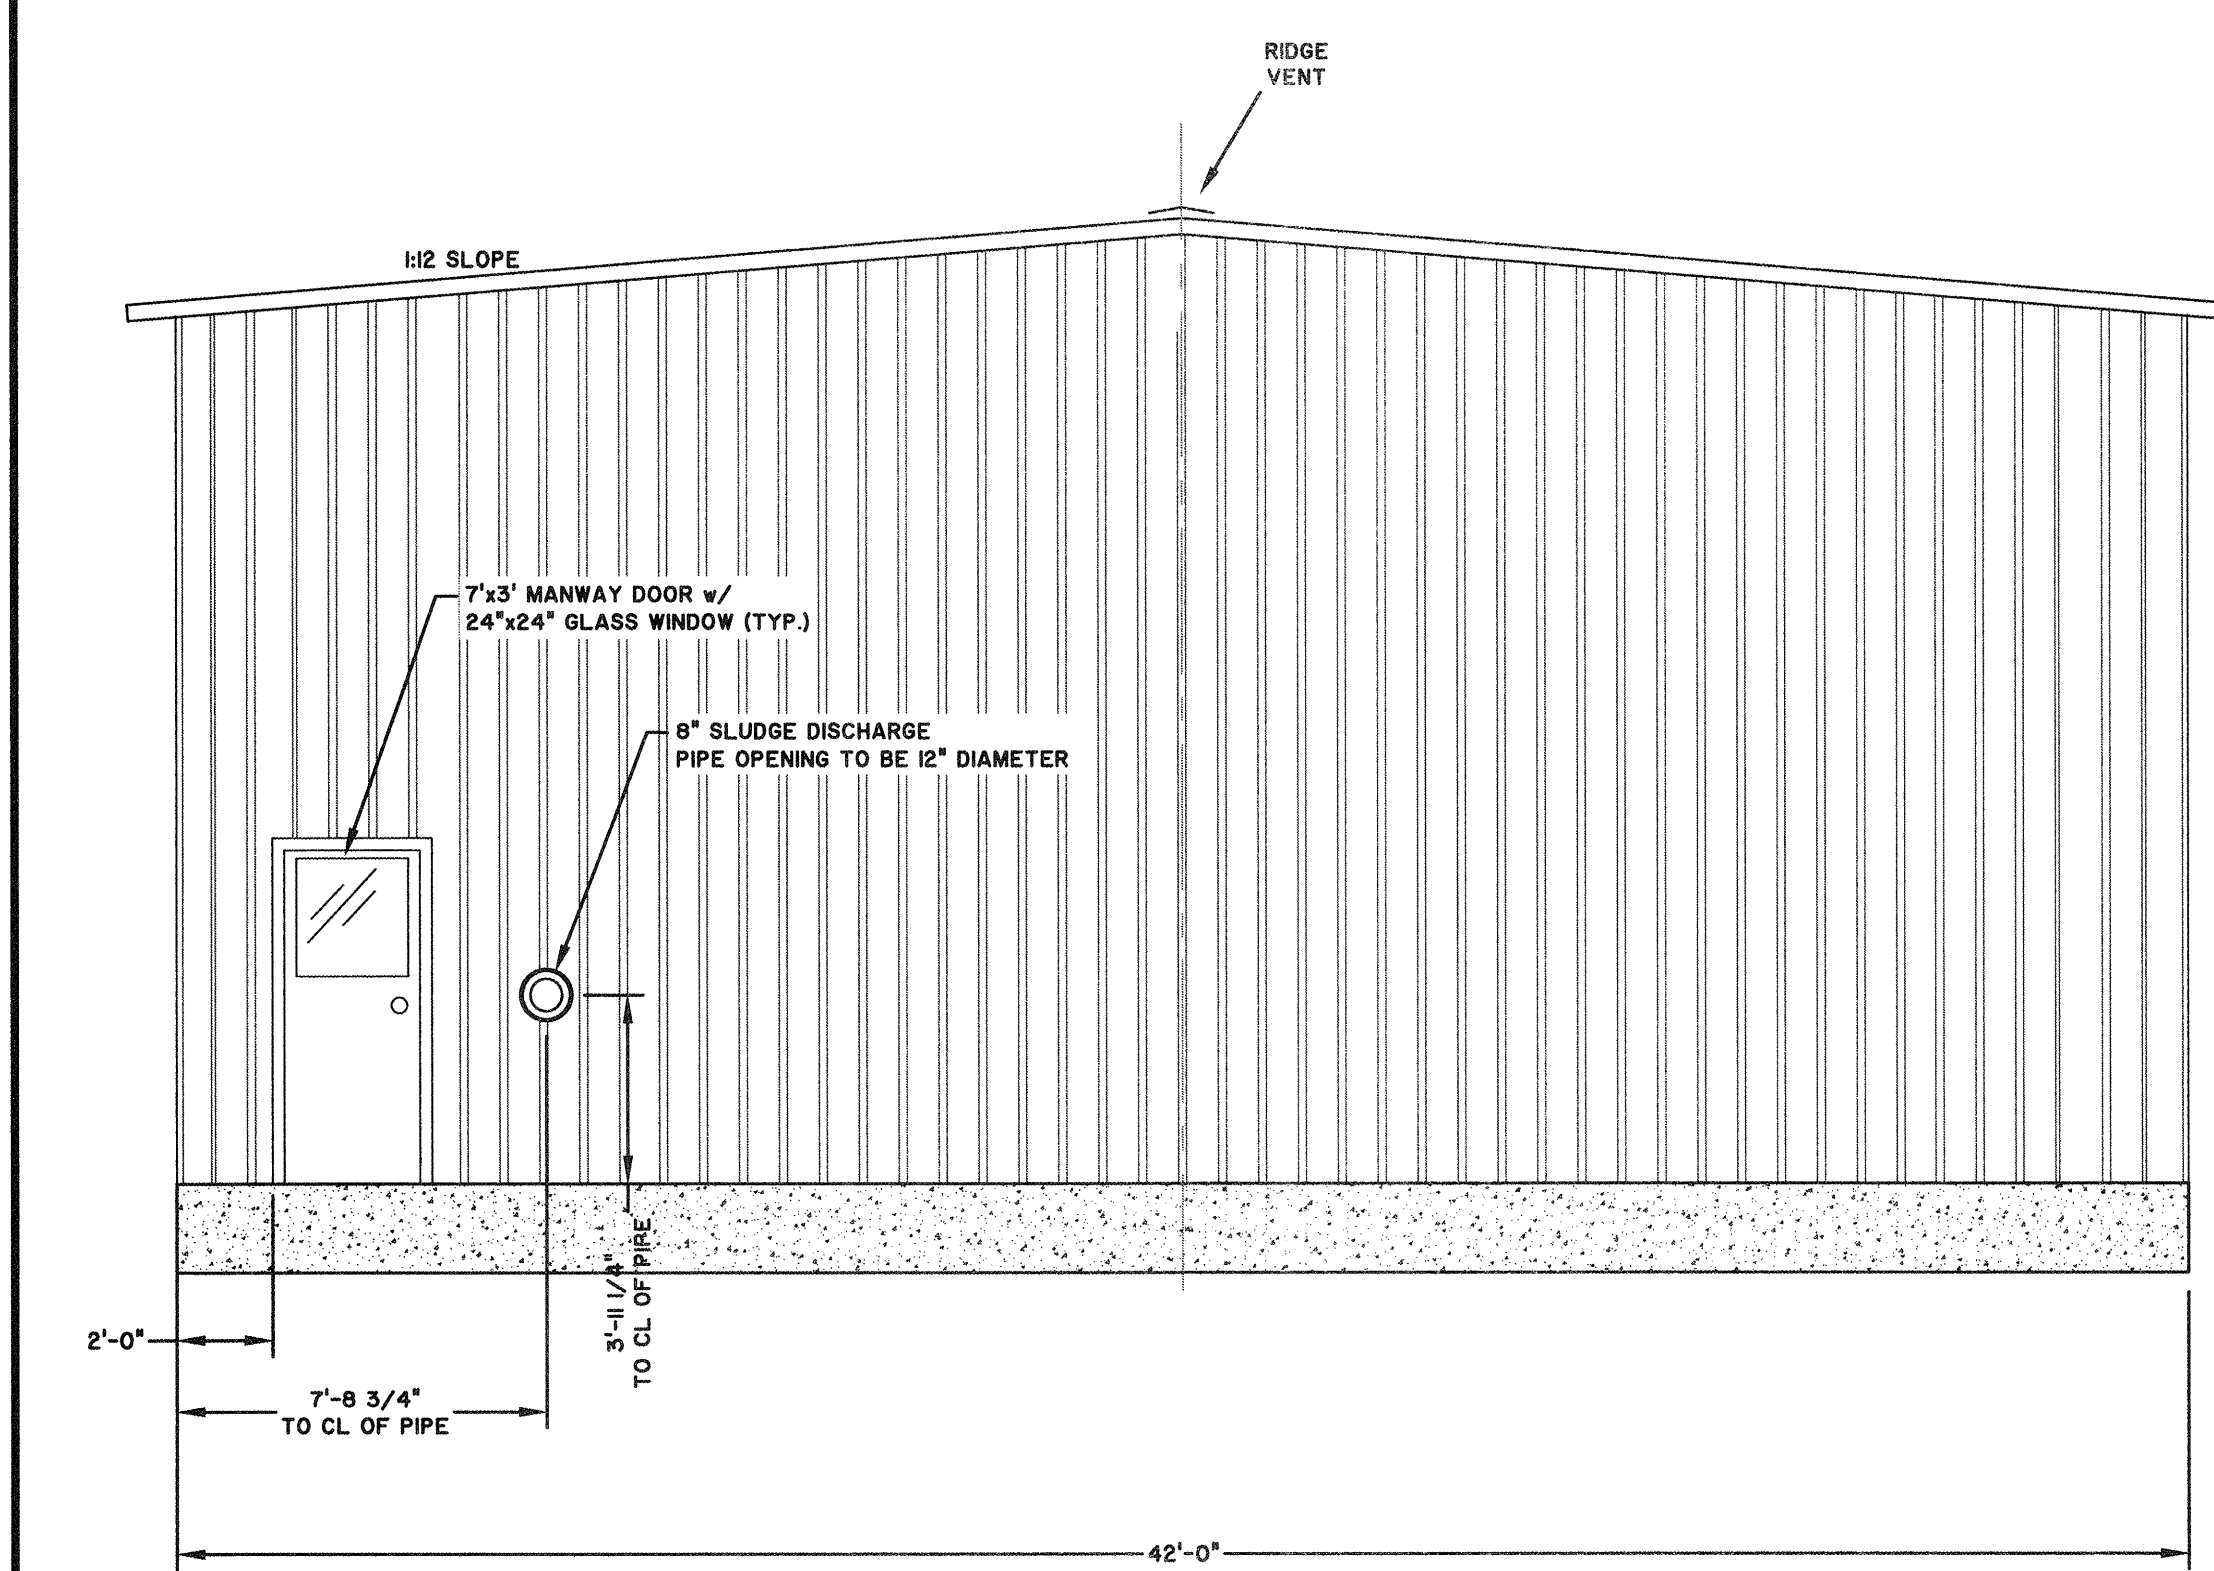 RIDGE
VENT
1:12 SLOPE
7'x3' MANWAY DOOR w/
24"x24" GLASS WINDOW (TYP.)
8" SLUDGE DISCHARGE
PIPE OPENING TO BE 12" DIAMETER
3'-11 1/4"
TO CL OF PIPE
2'-0"
7'-8 3/4"
TO CL OF PIPE
42'-0"